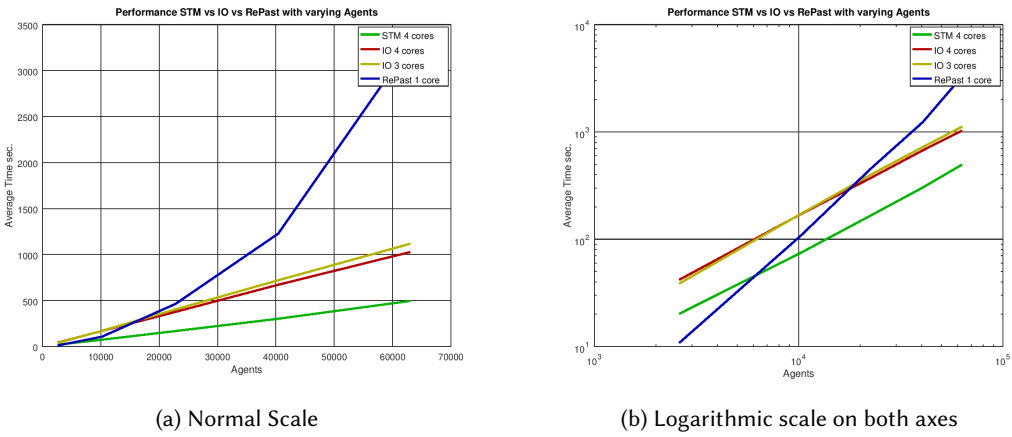 Performance STM vs IO vs RePast with varying Agents
3500
3000
2500
2000
1500
1000
500
0
Average Time sec.
STM 4 cores
IO 4 cores
IO 3 cores
RePast 1 core
0 10000 20000 30000 40000 50000 60000 70000
Agents
(a) Normal Scale
Performance STM vs IO vs RePast with varying Agents
10^4
10^3
10^2
10^1
Average Time sec.
STM 4 cores
IO 4 cores
IO 3 cores
RePast 1 core
10^3 10^4 10^5
Agents
(b) Logarithmic scale on both axes